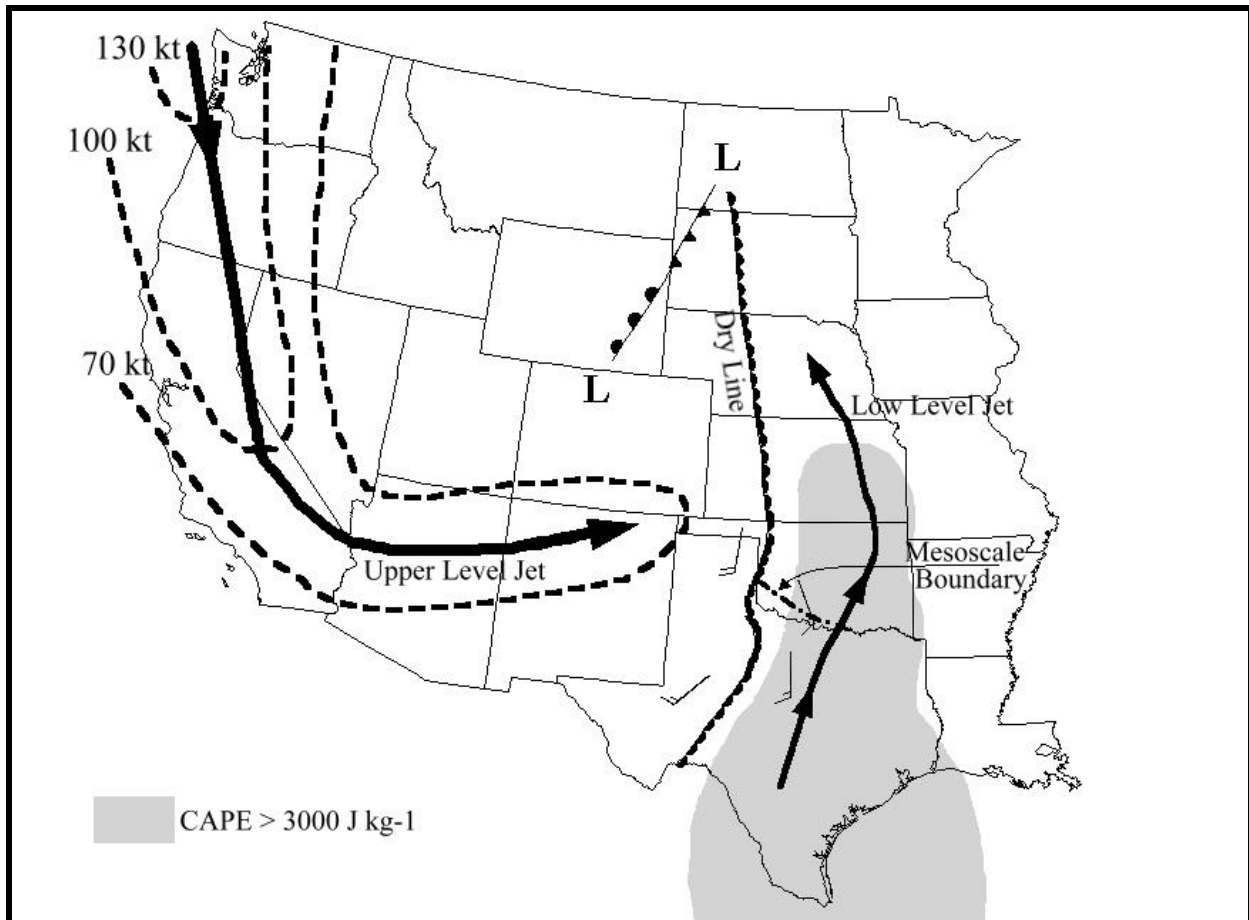 130 kt
100 kt
L
70 kt
Dry Line
L
Low Level Jet
Mesoscale
Boundary
Upper Level Jet
CAPE > 3000 J kg-1